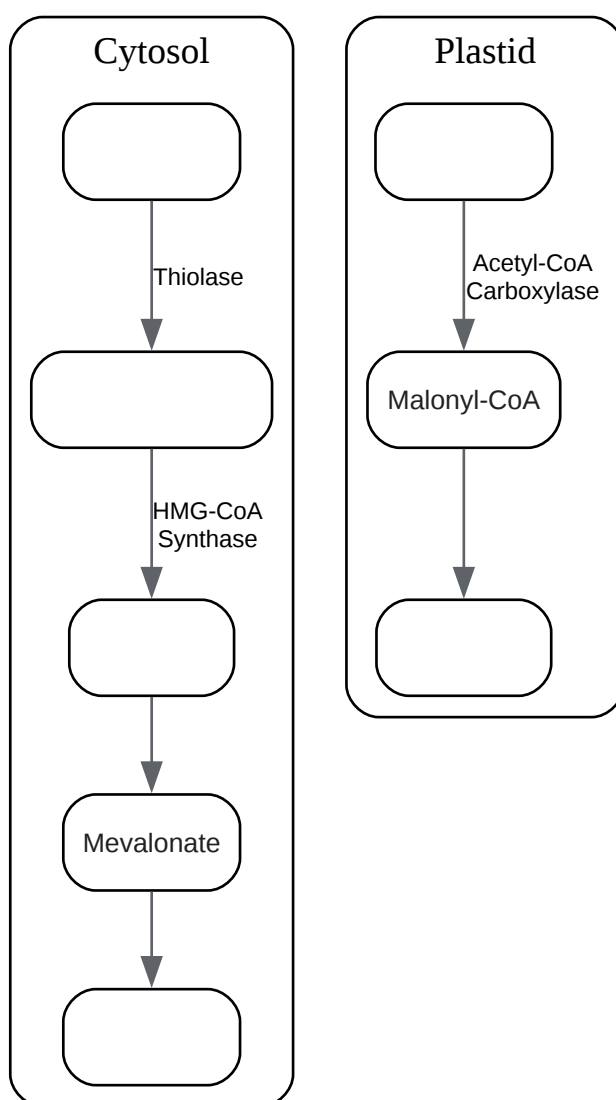 Cytosol
Thiolase
HMG-CoA
Synthase
Mevalonate
Plastid
Acetyl-CoA
Carboxylase
Malonyl-CoA